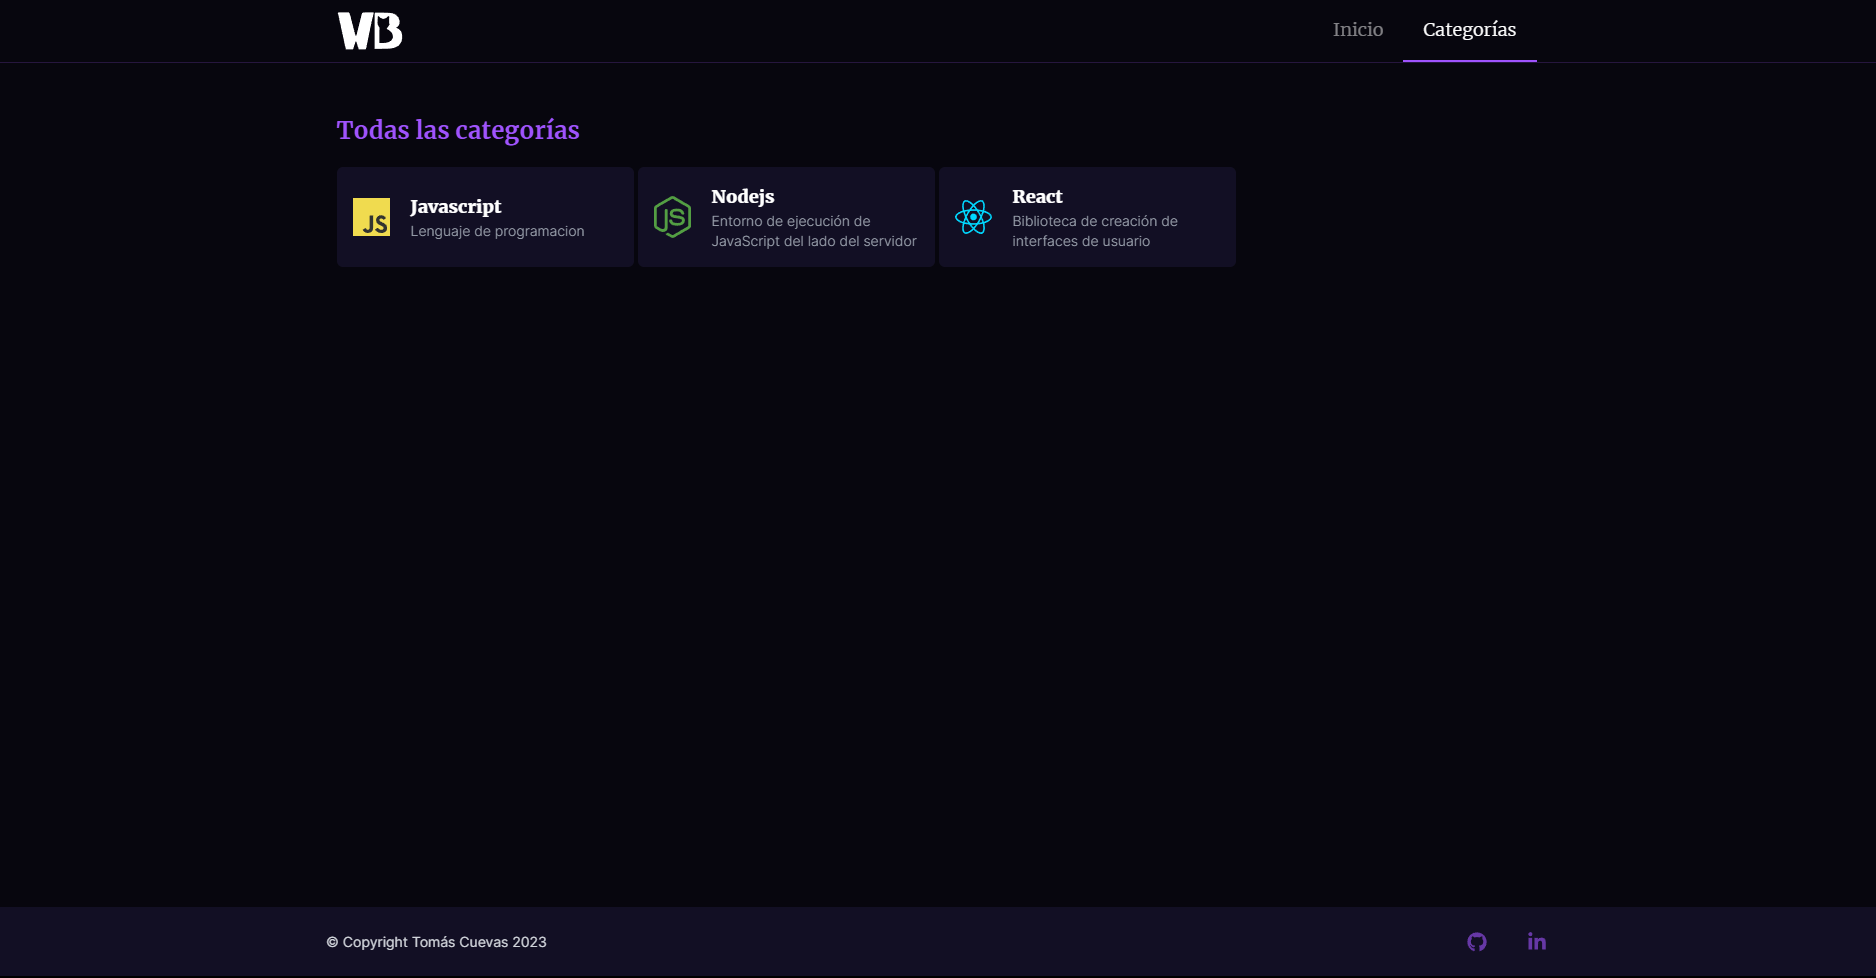 WB
Inicio
Categorías
Todas las categorías
JS
Javascript
Lenguaje de programacion
JS
Nodejs
Entorno de ejecución de
JavaScript del lado del servidor
React
Biblioteca de creación de
interfaces de usuario
© Copyright Tomás Cuevas 2023
in